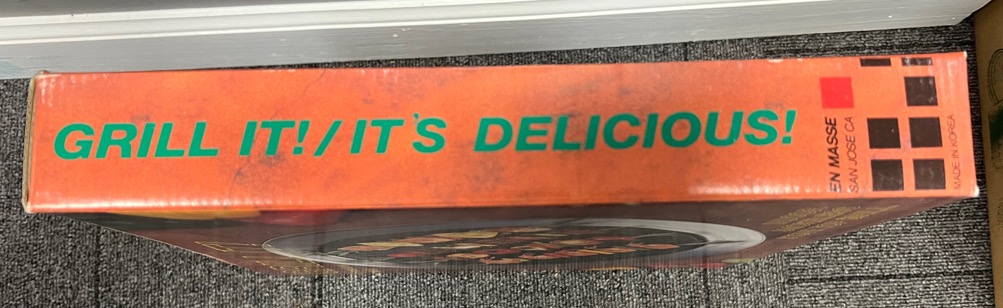 GRILL IT!/IT'S DELICIOUS!
EN MASSE
SAN JOSE CA
MADE IN KOREA